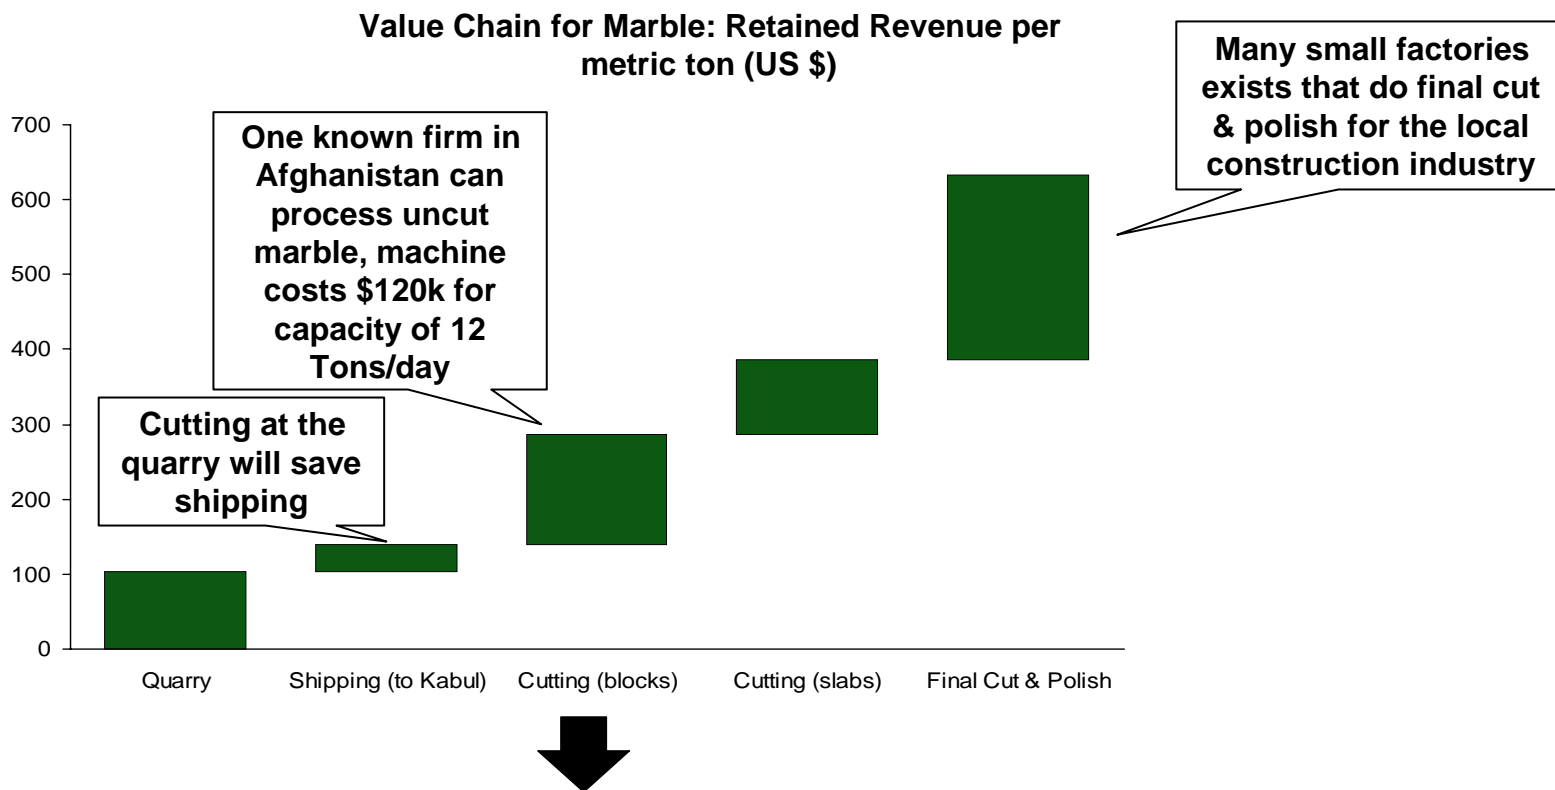 Value Chain for Marble: Retained Revenue per
metric ton (US $)
Many small factories
exists that do final cut
& polish for the local
construction industry
One known firm in
Afghanistan can
process uncut
marble, machine
costs $120k for
capacity of 12
Tons/day
Cutting at the
quarry will save
shipping
700
600
500
400
300
200
100
0
Quarry
Shipping (to Kabul)
Cutting (blocks)
Cutting (slabs)
Final Cut & Polish